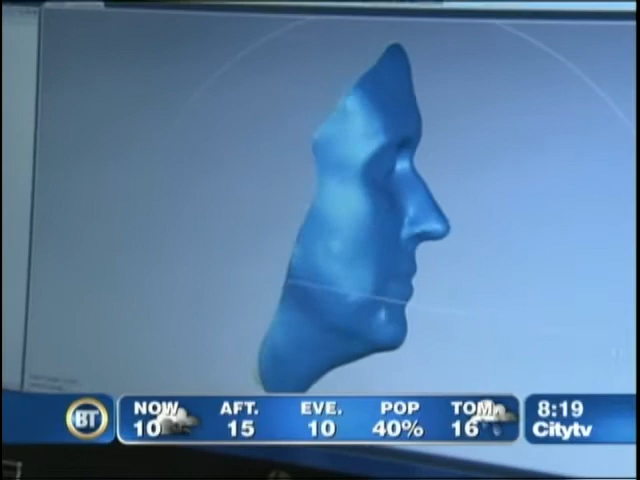 BT
NOW AFT. EVE. POP TOM.
10 15 10 40% 16
8:19
Citytv